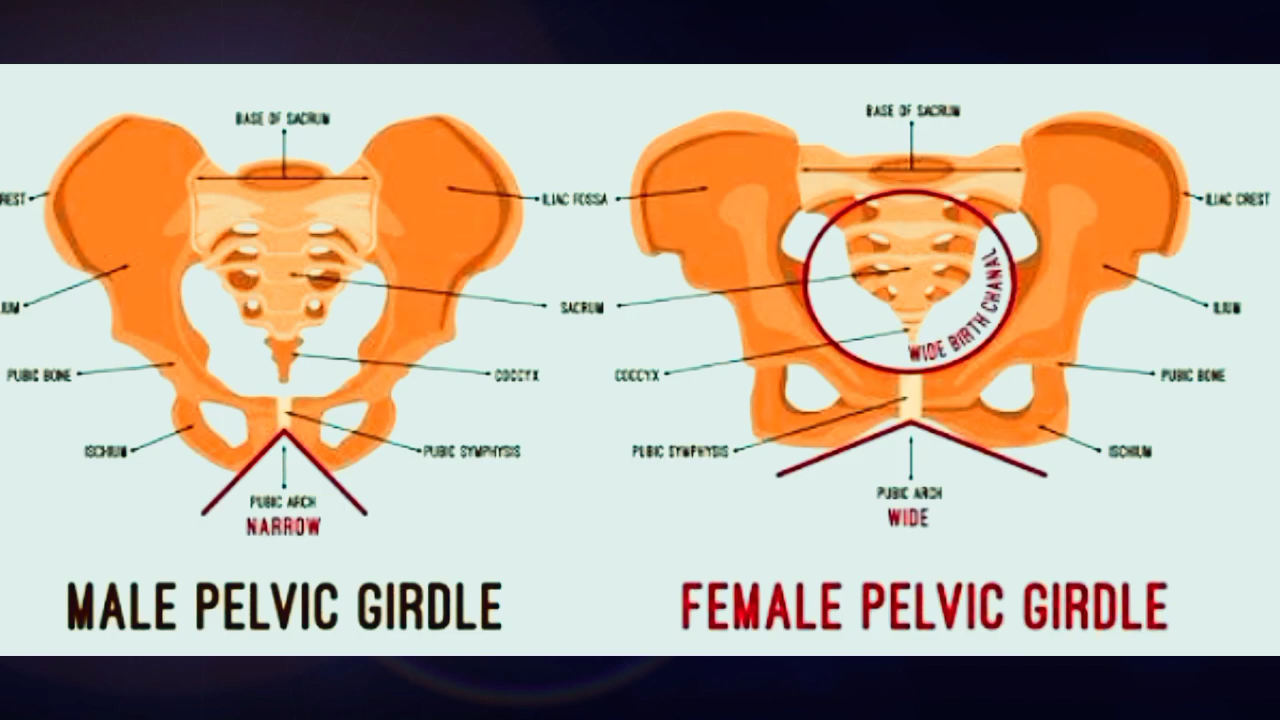 BASE OF SACRUM
REST
ILIAC FOSSA
IUM
SACRUM
PUBIC BONE
COCCYX
ISCHIUM
PUBIC SYMPHYSIS
PUBIC ARCH
NARROW
MALE PELVIC GIRDLE
BASE OF SACRUM
ILIAC CREST
WIDE BIRTH CHANAL
ILIUM
COCCYX
PUBIC BONE
PUBIC SYMPHYSIS
ISCHIUM
PUBIC ARCH
WIDE
FEMALE PELVIC GIRDLE